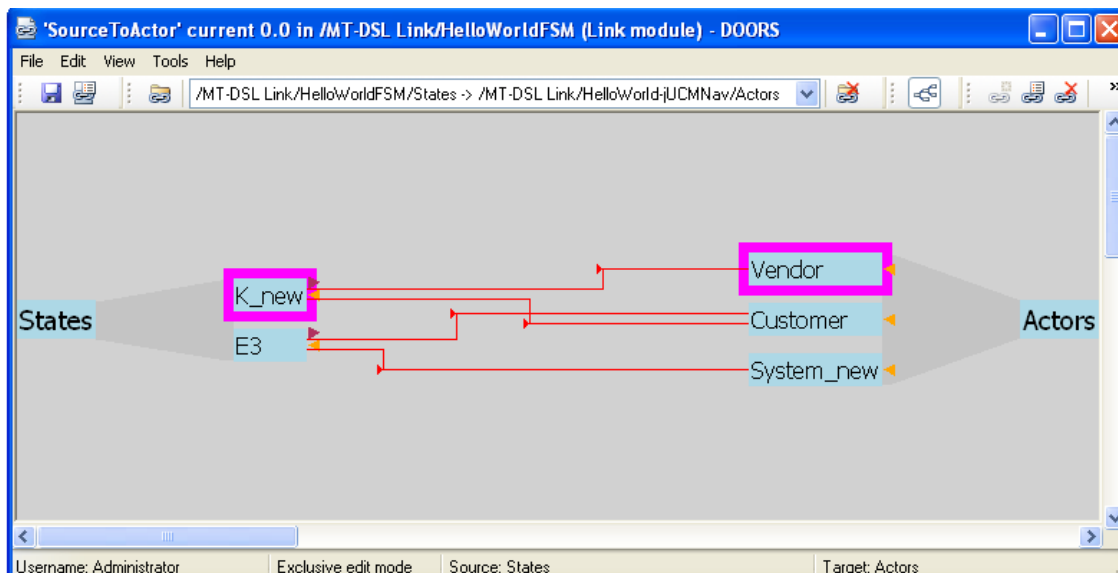 'SourceToActor' current 0.0 in /MT-DSL Link/HelloWorldFSM (Link module) - DOORS
File Edit View Tools Help
/MT-DSL Link/HelloWorldFSM/States -> /MT-DSL Link/HelloWorld-jUCMNav/Actors
Vendor
K_new
States
Customer
Actors
E3
System_new
Username: Administrator Exclusive edit mode Source: States Target: Actors